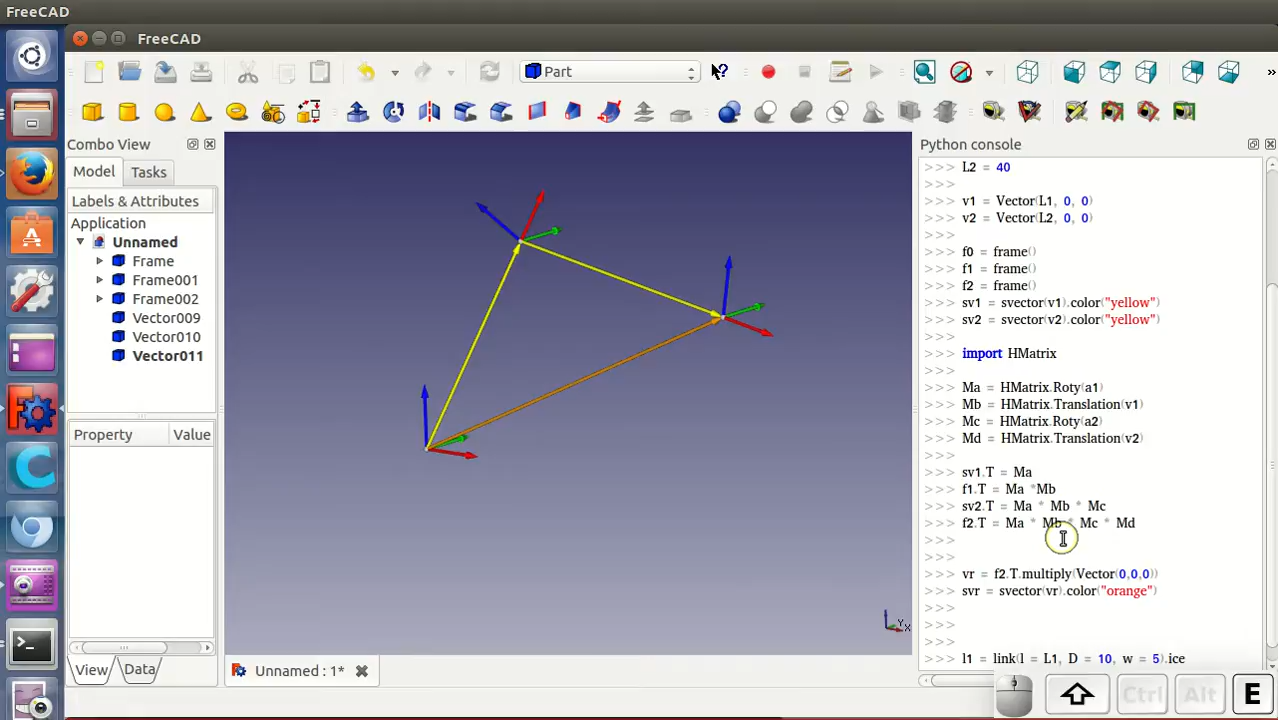 FreeCAD
FreeCAD
Part
Combo View
Python console
Model
Tasks
Labels & Attributes
Application
Unnamed
Frame
Frame001
Frame002
Vector009
Vector010
Vector011
Property
Value
View
Data
Unnamed : 1*
>>> L2 = 40
>>>
>>> v1 = Vector(L1, 0, 0)
>>> v2 = Vector(L2, 0, 0)
>>>
>>> f0 = frame()
>>> f1 = frame()
>>> f2 = frame()
>>> sv1 = svector(v1).color("yellow")
>>> sv2 = svector(v2).color("yellow")
>>>
>>> import HMatrix
>>>
>>> Ma = HMatrix.Roty(a1)
>>> Mb = HMatrix.Translation(v1)
>>> Mc = HMatrix.Roty(a2)
>>> Md = HMatrix.Translation(v2)
>>>
>>> sv1.T = Ma
>>> f1.T = Ma *Mb
>>> sv2.T = Ma * Mb * Mc
>>> f2.T = Ma * Mb * Mc * Md
>>>
>>>
>>> vr = f2.T.multiply(Vector(0,0,0))
>>> svr = svector(vr).color("orange")
>>>
>>>
>>>
>>> l1 = link(l = L1, D = 10, w = 5).ice
Y
X
Ctrl
Alt
E